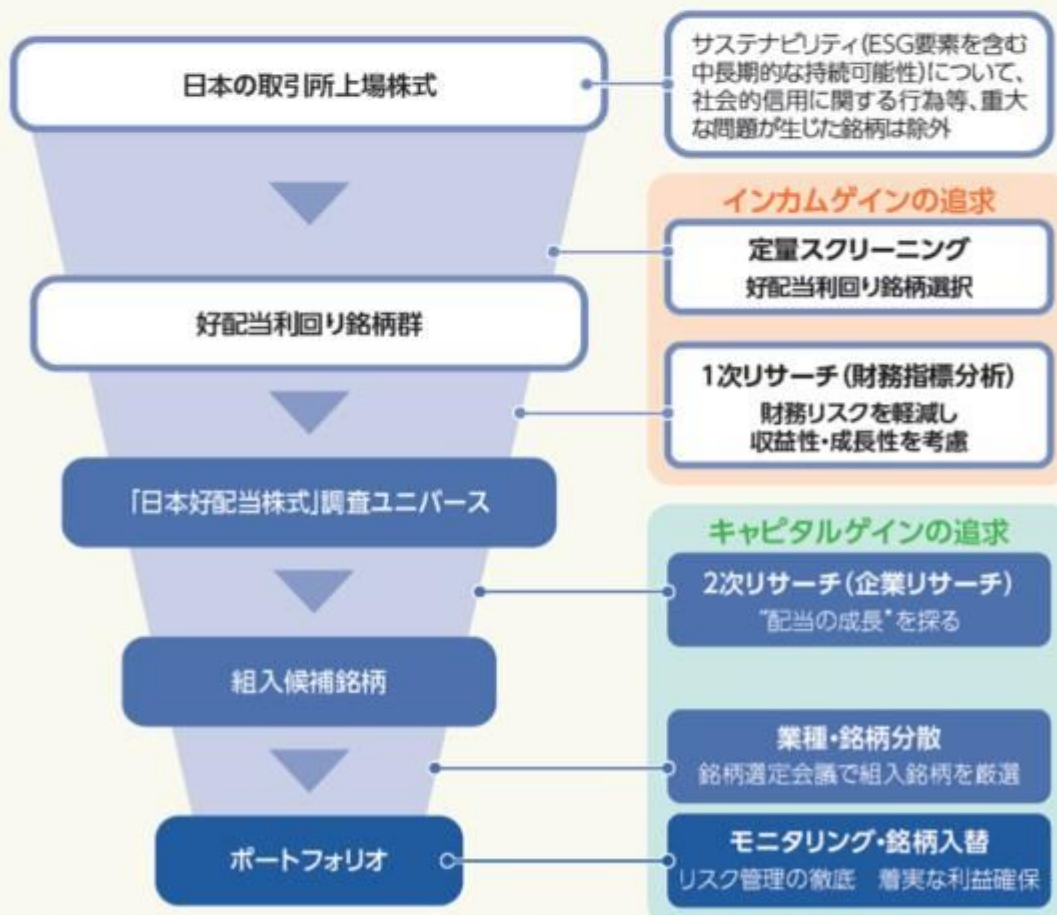 日本の取引所上場株式
サステナビリティ(ESG要素を含む
中長期的な持続可能性)について、
社会的信用に関する行為等、重大
な問題が生じた銘柄は除外
インカムゲインの追求
定量スクリーニング
好配当利回り銘柄選択
好配当利回り銘柄群
1次リサーチ(財務指標分析)
財務リスクを軽減し
収益性・成長性を考慮
「日本好配当株式」調査ユニバース
キャピタルゲインの追求
2次リサーチ(企業リサーチ)
“配当の成長”を探る
組入候補銘柄
業種・銘柄分散
銘柄選定会議で組入銘柄を厳選
ポートフォリオ
モニタリング・銘柄入替
リスク管理の徹底 着実な利益確保